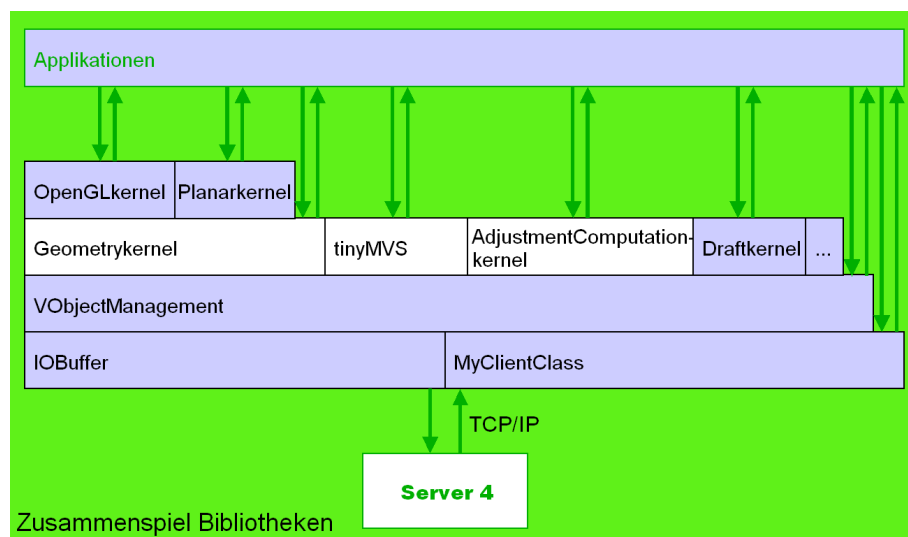 Applikationen
OpenGLkernel
Planarkernel
Geometrykernel
tinyMVS
AdjustmentComputation-
kernel
Draftkernel
...
VObjectManagement
IOBuffer
MyClientClass
TCP/IP
Server 4
Zusammenspiel Bibliotheken